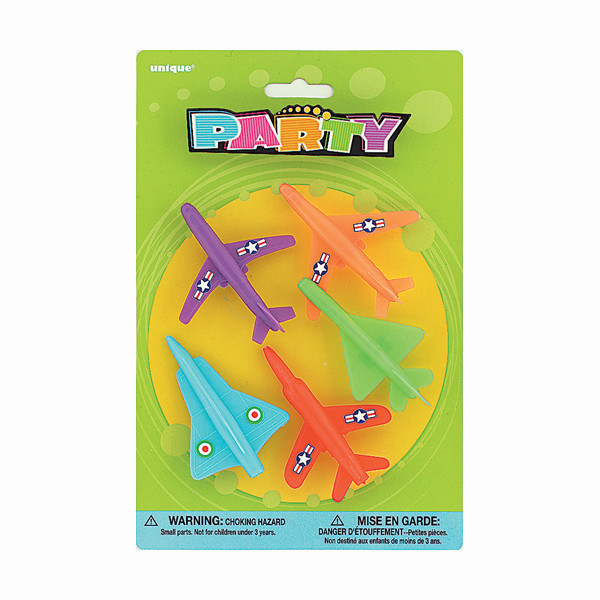 unique®
PARTY
⚠ WARNING: CHOKING HAZARD
Small parts. Not for children under 3 years.
⚠ MISE EN GARDE:
DANGER D'ÉTOUFFEMENT–Petites pièces.
Non destiné aux enfants de moins de 3 ans.